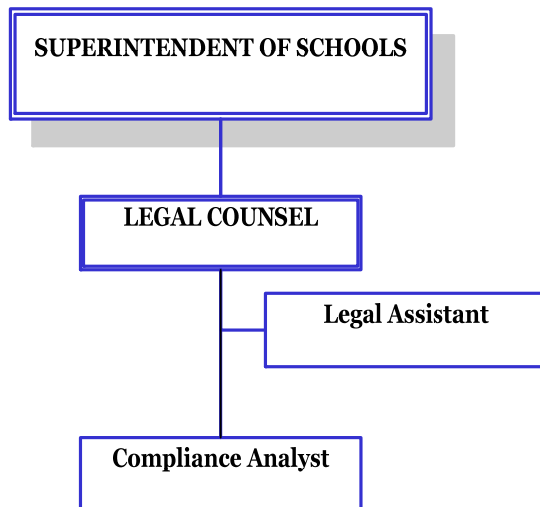 SUPERINTENDENT OF SCHOOLS
LEGAL COUNSEL
Legal Assistant
Compliance Analyst